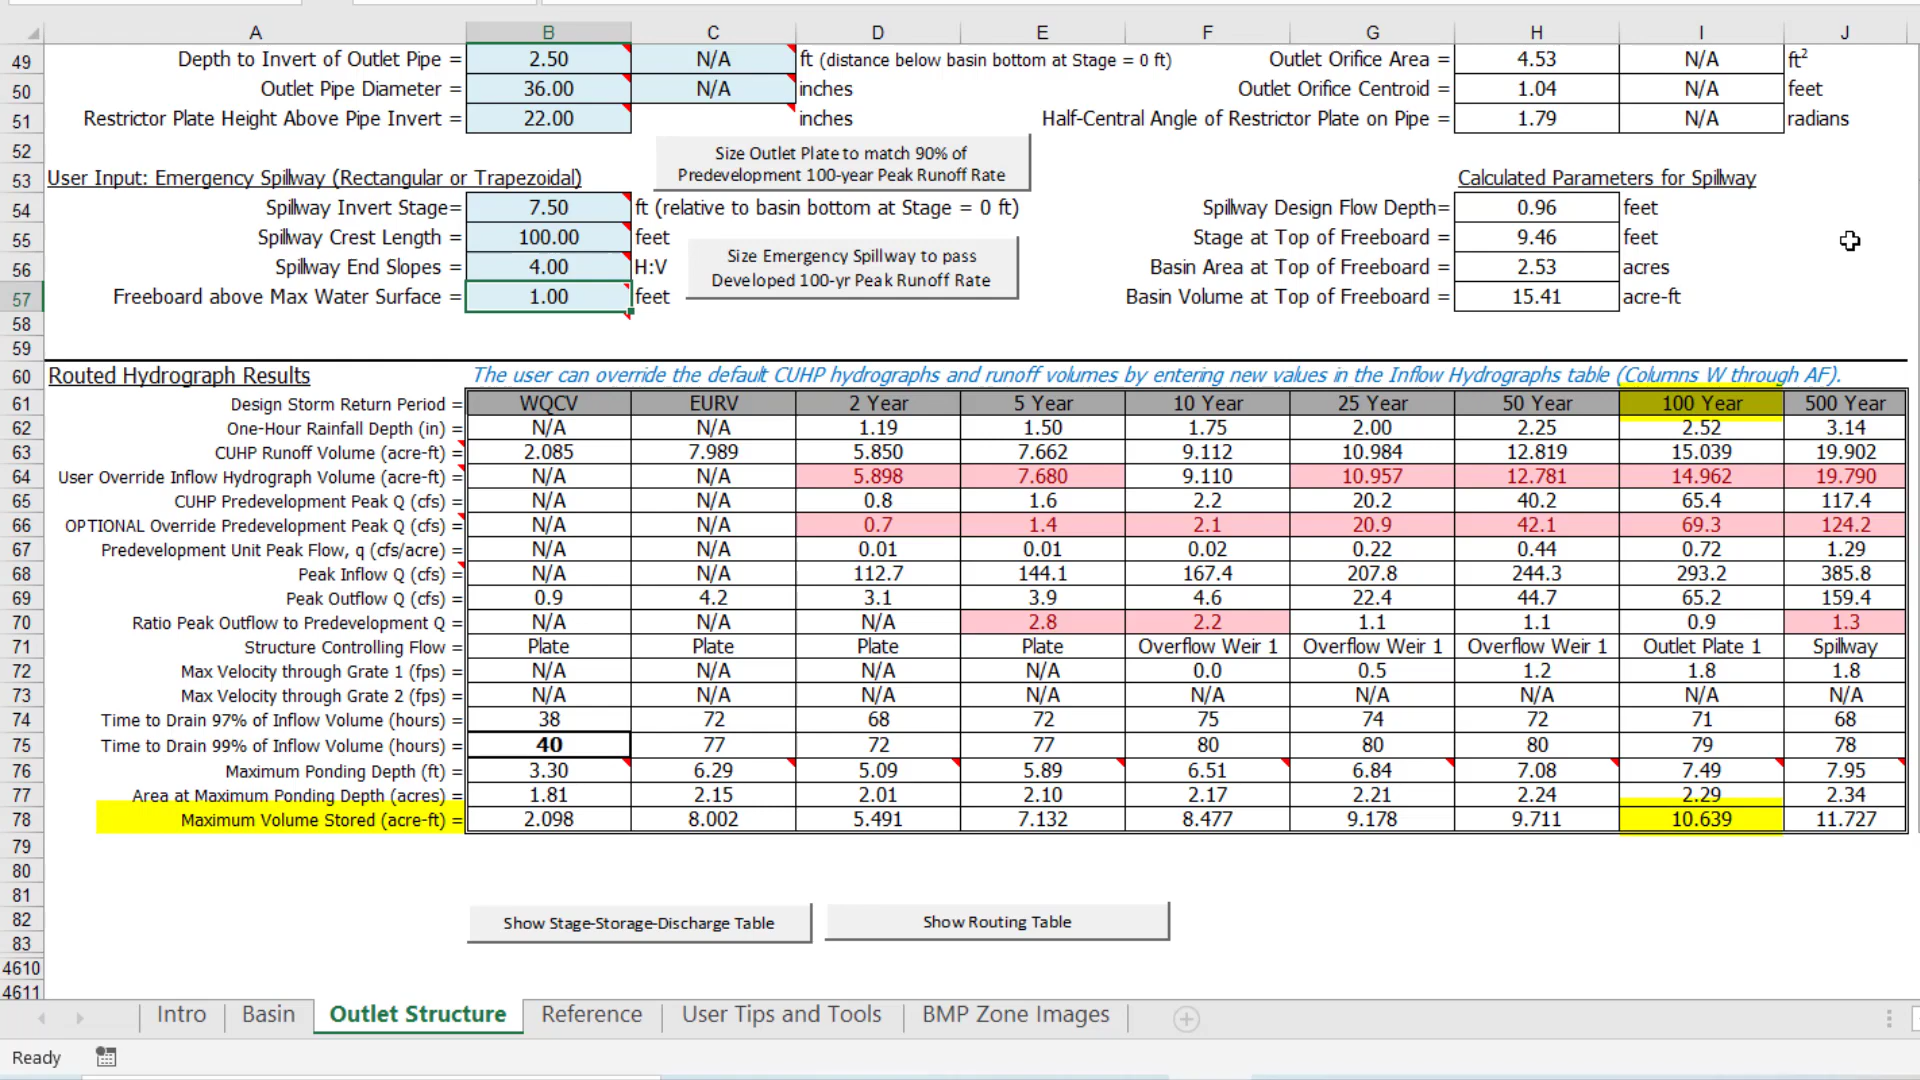 A B C D E F G H I J
49 Depth to Invert of Outlet Pipe = 2.50 N/A ft (distance below basin bottom at Stage = 0 ft) Outlet Orifice Area = 4.53 N/A ft²
50 Outlet Pipe Diameter = 36.00 N/A inches Outlet Orifice Centroid = 1.04 N/A feet
51 Restrictor Plate Height Above Pipe Invert = 22.00 inches Half-Central Angle of Restrictor Plate on Pipe = 1.79 N/A radians
52 Size Outlet Plate to match 90% of
Predevelopment 100-year Peak Runoff Rate
53 User Input: Emergency Spillway (Rectangular or Trapezoidal) Calculated Parameters for Spillway
54 Spillway Invert Stage= 7.50 ft (relative to basin bottom at Stage = 0 ft) Spillway Design Flow Depth= 0.96 feet
55 Spillway Crest Length = 100.00 feet Stage at Top of Freeboard = 9.46 feet
Size Emergency Spillway to pass
56 Spillway End Slopes = 4.00 H:V Basin Area at Top of Freeboard = 2.53 acres
Developed 100-yr Peak Runoff Rate
57 Freeboard above Max Water Surface = 1.00 feet Basin Volume at Top of Freeboard = 15.41 acre-ft
58
59
60 Routed Hydrograph Results The user can override the default CUHP hydrographs and runoff volumes by entering new values in the Inflow Hydrographs table (Columns W through AF).
61 Design Storm Return Period = WQCV EURV 2 Year 5 Year 10 Year 25 Year 50 Year 100 Year 500 Year
62 One-Hour Rainfall Depth (in) = N/A N/A 1.19 1.50 1.75 2.00 2.25 2.52 3.14
63 CUHP Runoff Volume (acre-ft) = 2.085 7.989 5.850 7.662 9.112 10.984 12.819 15.039 19.902
64 User Override Inflow Hydrograph Volume (acre-ft) = N/A N/A 5.898 7.680 9.110 10.957 12.781 14.962 19.790
65 CUHP Predevelopment Peak Q (cfs) = N/A N/A 0.8 1.6 2.2 20.2 40.2 65.4 117.4
66 OPTIONAL Override Predevelopment Peak Q (cfs) = N/A N/A 0.7 1.4 2.1 20.9 42.1 69.3 124.2
67 Predevelopment Unit Peak Flow, q (cfs/acre) = N/A N/A 0.01 0.01 0.02 0.22 0.44 0.72 1.29
68 Peak Inflow Q (cfs) = N/A N/A 112.7 144.1 167.4 207.8 244.3 293.2 385.8
69 Peak Outflow Q (cfs) = 0.9 4.2 3.1 3.9 4.6 22.4 44.7 65.2 159.4
70 Ratio Peak Outflow to Predevelopment Q = N/A N/A N/A 2.8 2.2 1.1 1.1 0.9 1.3
71 Structure Controlling Flow = Plate Plate Plate Plate Overflow Weir 1 Overflow Weir 1 Overflow Weir 1 Outlet Plate 1 Spillway
72 Max Velocity through Grate 1 (fps) = N/A N/A N/A N/A 0.0 0.5 1.2 1.8 1.8
73 Max Velocity through Grate 2 (fps) = N/A N/A N/A N/A N/A N/A N/A N/A N/A
74 Time to Drain 97% of Inflow Volume (hours) = 38 72 68 72 75 74 72 71 68
75 Time to Drain 99% of Inflow Volume (hours) = 40 77 72 77 80 80 80 79 78
76 Maximum Ponding Depth (ft) = 3.30 6.29 5.09 5.89 6.51 6.84 7.08 7.49 7.95
77 Area at Maximum Ponding Depth (acres) = 1.81 2.15 2.01 2.10 2.17 2.21 2.24 2.29 2.34
78 Maximum Volume Stored (acre-ft) = 2.098 8.002 5.491 7.132 8.477 9.178 9.711 10.639 11.727
79
80
81
82 Show Stage-Storage-Discharge Table Show Routing Table
83
4610
4611
Intro Basin Outlet Structure Reference User Tips and Tools BMP Zone Images
Ready